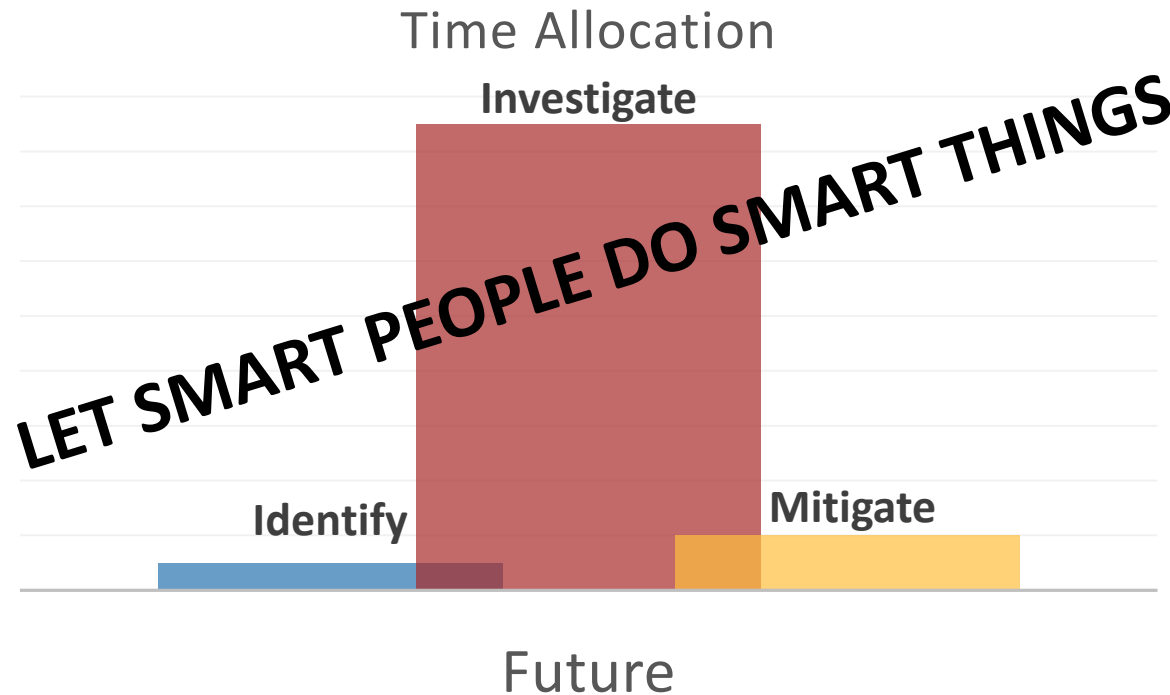 Time Allocation
Investigate
LET SMART PEOPLE DO SMART THINGS
Identify
Mitigate
Future